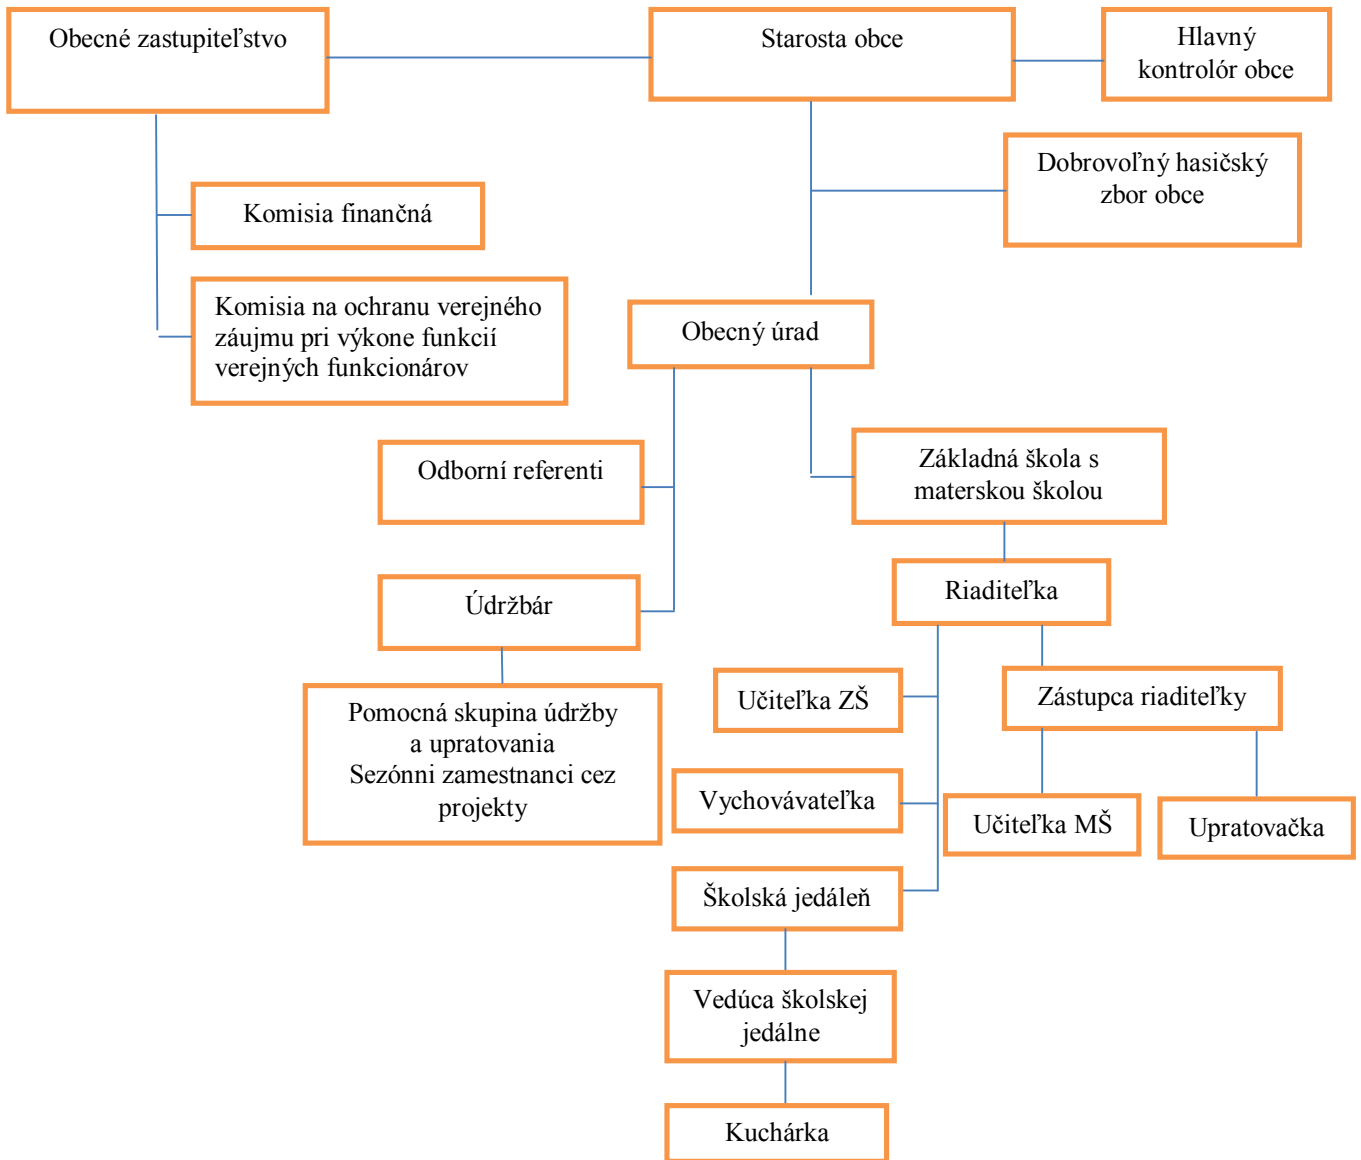 Obecné zastupiteľstvo
Starosta obce
Hlavný
kontrolór obce
Dobrovoľný hasičský
zbor obce
Komisia finančná
Komisia na ochranu verejného
záujmu pri výkone funkcií
verejných funkcionárov
Obecný úrad
Odborní referenti
Základná škola s
materskou školou
Údržbár
Riaditeľka
Pomocná skupina údržby
a upratovania
Sezónni zamestnanci cez
projekty
Učiteľka ZŠ
Zástupca riaditeľky
Vychovávateľka
Učiteľka MŠ
Upratovačka
Školská jedáleň
Vedúca školskej
jedálne
Kuchárka